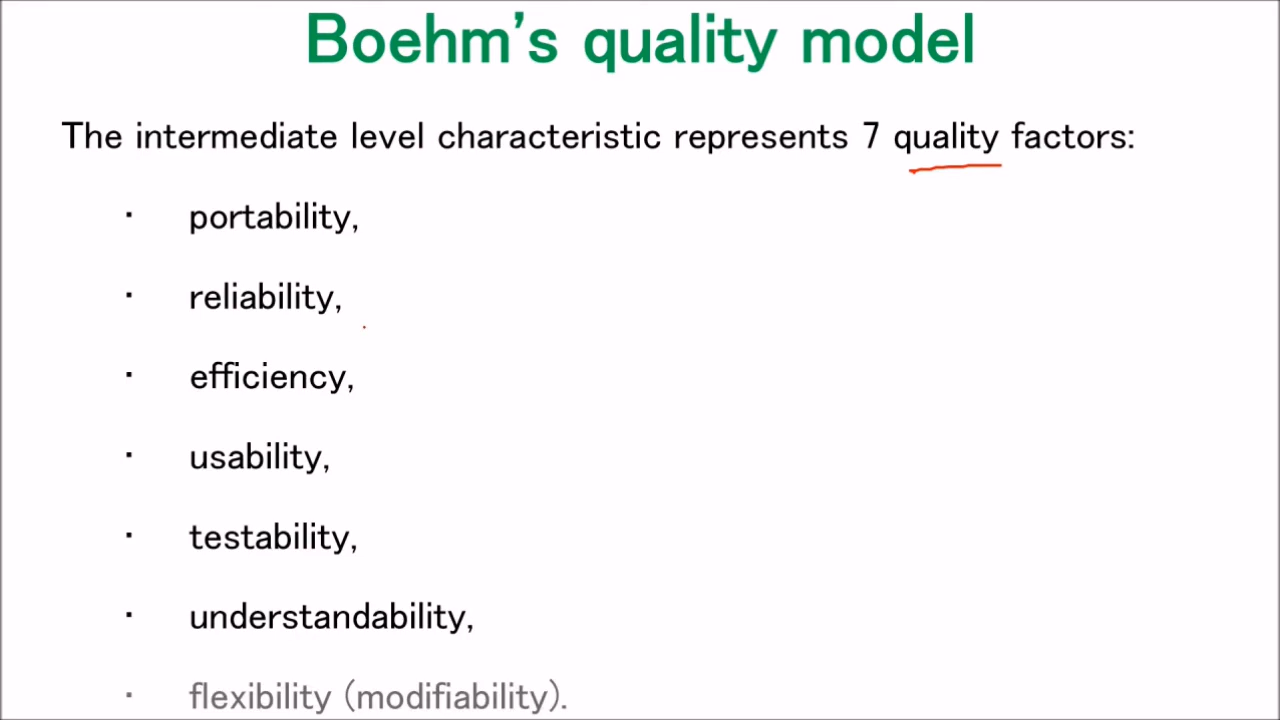 Boehm's quality model
The intermediate level characteristic represents 7 quality factors:
· portability,
· reliability,
· efficiency,
· usability,
· testability,
· understandability,
· flexibility (modifiability).